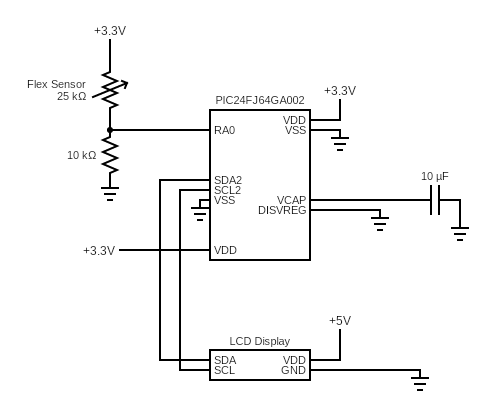 +3.3V
Flex Sensor
25 kΩ
PIC24FJ64GA002
+3.3V
VDD
RA0
VSS
10 kΩ
10 µF
SDA2
SCL2
VSS
VCAP
DISVREG
+3.3V
VDD
+5V
LCD Display
SDA
VDD
SCL
GND